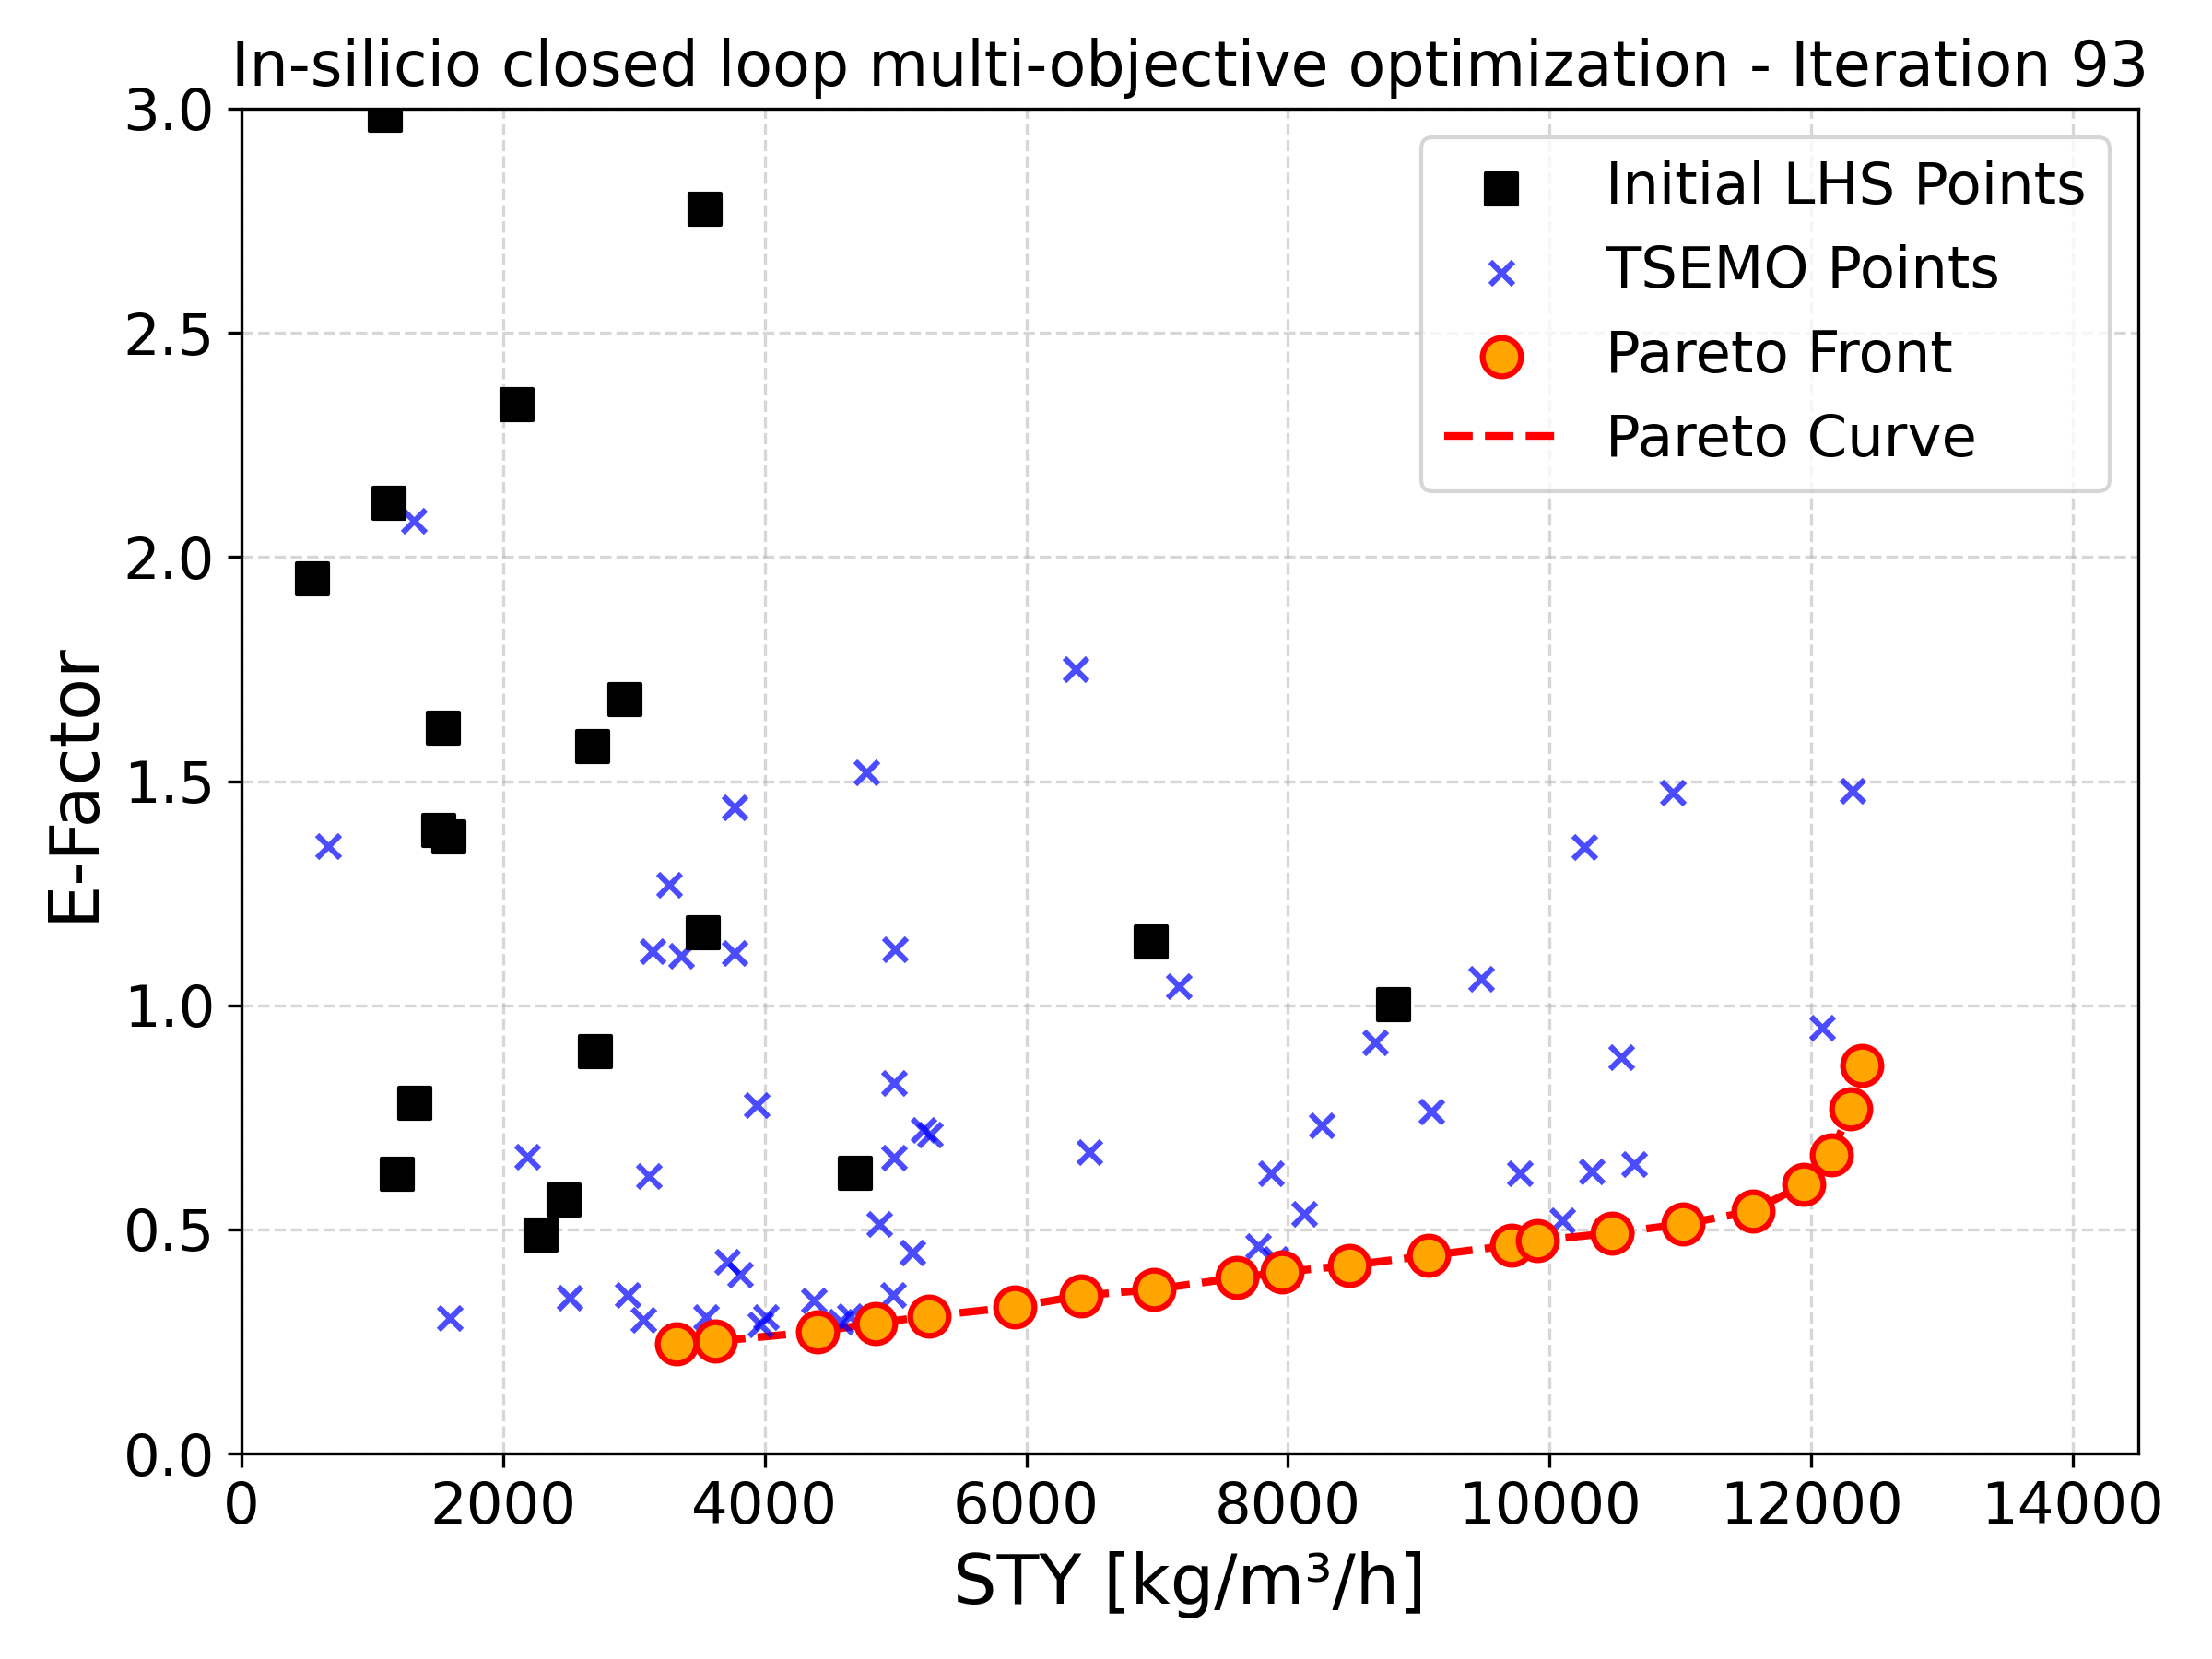 In-silicio closed loop multi-objective optimization - Iteration 93
3.0
2.5
2.0
1.5
1.0
0.5
0.0
E-Factor
Initial LHS Points
TSEMO Points
Pareto Front
Pareto Curve
0 2000 4000 6000 8000 10000 12000 14000
STY [kg/m³/h]